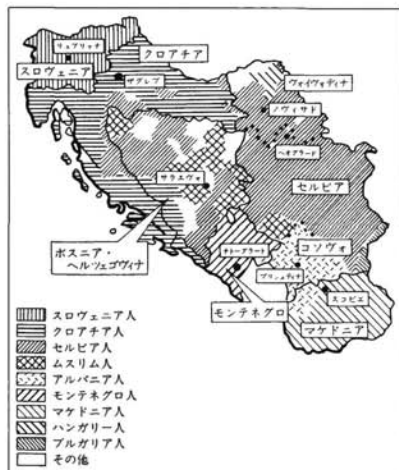 リュブリャナ
スロヴェニア
クロアチア
ザグレブ
ヴォイヴォディナ
ノヴィサド
ベオグラード
セルビア
サラエヴォ
ボスニア・
ヘルツェゴヴィナ
チトーグラード
コソヴォ
プリシュティナ
スコピエ
モンテネグロ
マケドニア
スロヴェニア人
クロアチア人
セルビア人
ムスリム人
アルバニア人
モンテネグロ人
マケドニア人
ハンガリー人
ブルガリア人
その他